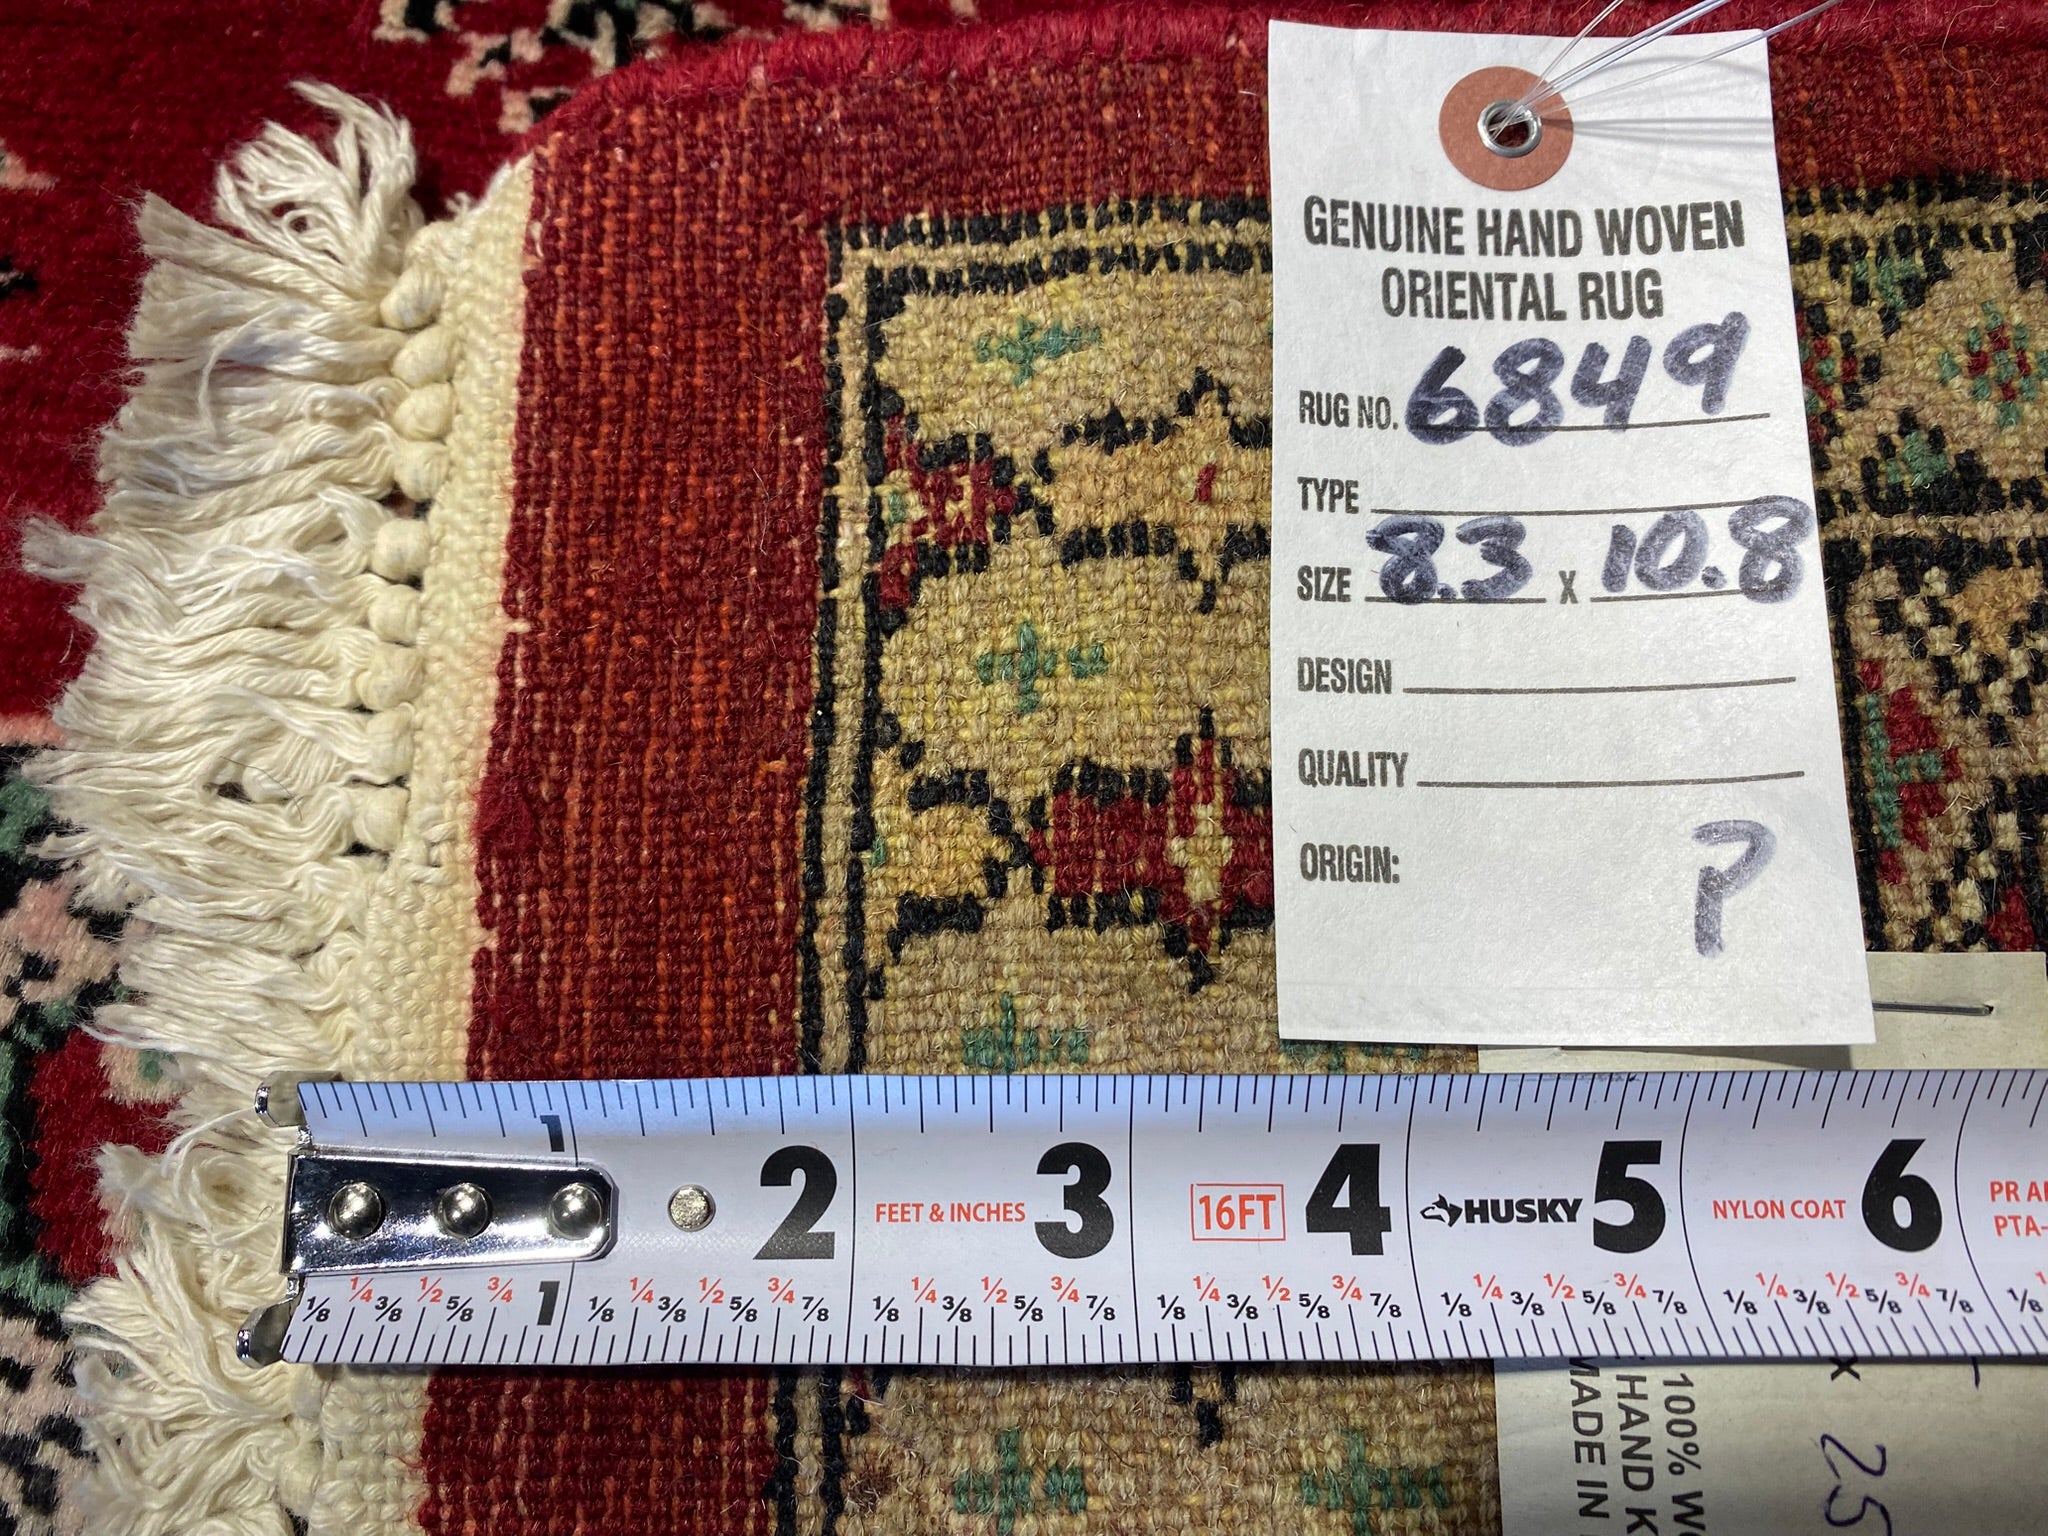 GENUINE HAND WOVEN
ORIENTAL RUG
RUG NO. 6849
TYPE
SIZE 8.3 X 10.8
DESIGN
QUALITY
ORIGIN: P
1
2 FEET & INCHES 3 16FT 4 HUSKY 5 NYLON COAT 6
1/8 1/4 3/8 1/2 5/8 3/4 1 1/8 1/4 3/8 1/2 5/8 3/4 7/8 1/8 1/4 3/8 1/2 5/8 3/4 7/8 1/8 1/4 3/8 1/2 5/8 3/4 7/8 1/8 1/4 3/8 1/2 5/8 3/4 7/8 1/8 1/4 3/8 1/2 5/8 3/4 7/8 1/8
X 25
100%
HAND
MADE IN